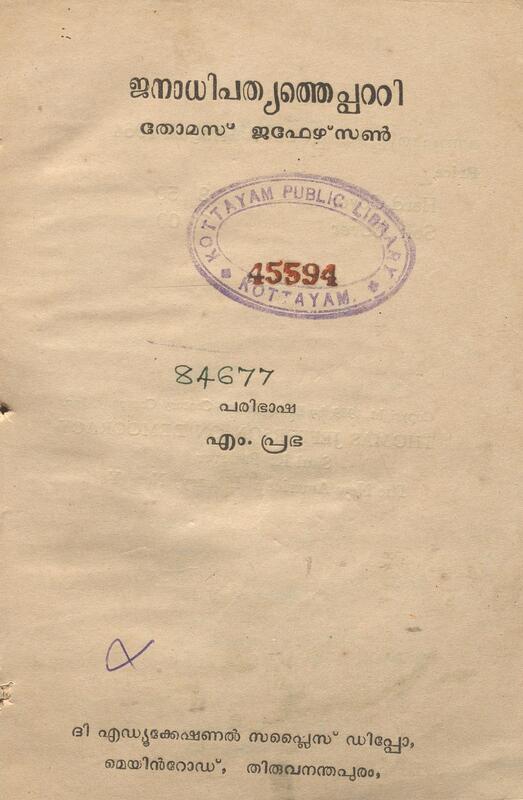 ജനാധിപത്യത്തെപ്പററി
തോമസ് ജഫേഴ്സൺ
KOTTAYAM PUBLIC LIBRARY
45594
KOTTAYAM.
84677
പരിഭാഷ
എം. പ്രഭ
ദി എഡ്യൂക്കേഷണൽ സപ്ലൈസ് ഡിപ്പോ,
മെയിൻറോഡ്, തിരുവനന്തപുരം,